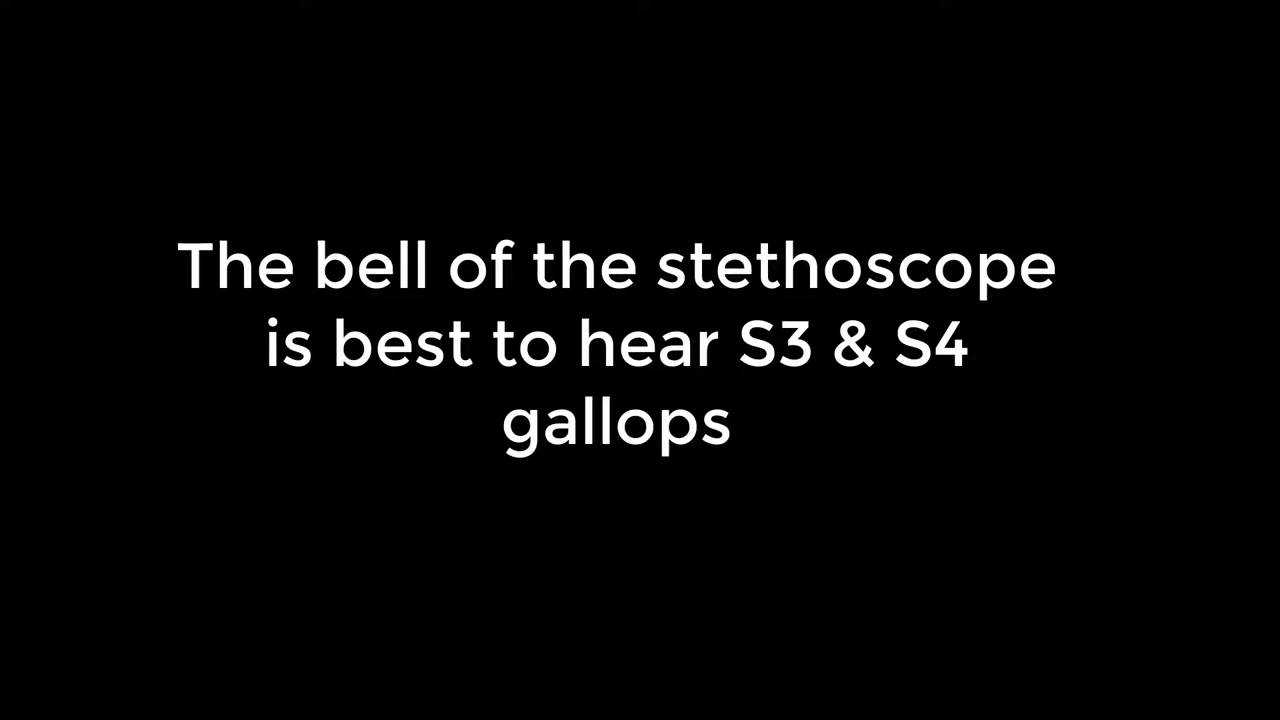 The bell of the stethoscope
is best to hear S3 & S4
gallops